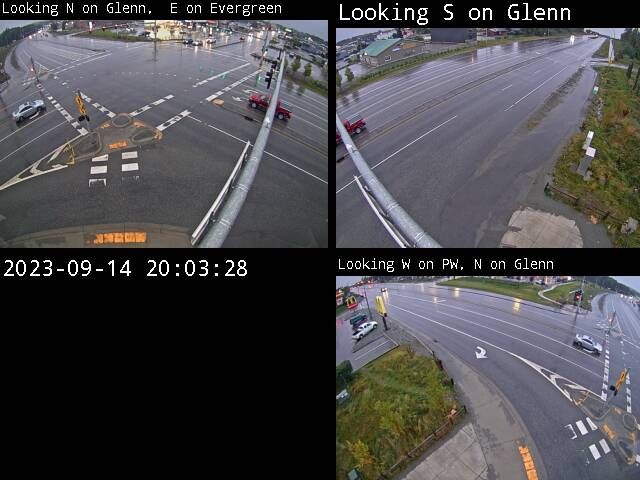 Looking N on Glenn,  E on Evergreen
Looking S on Glenn
2023-09-14 20:03:28
Looking W on PW, N on Glenn